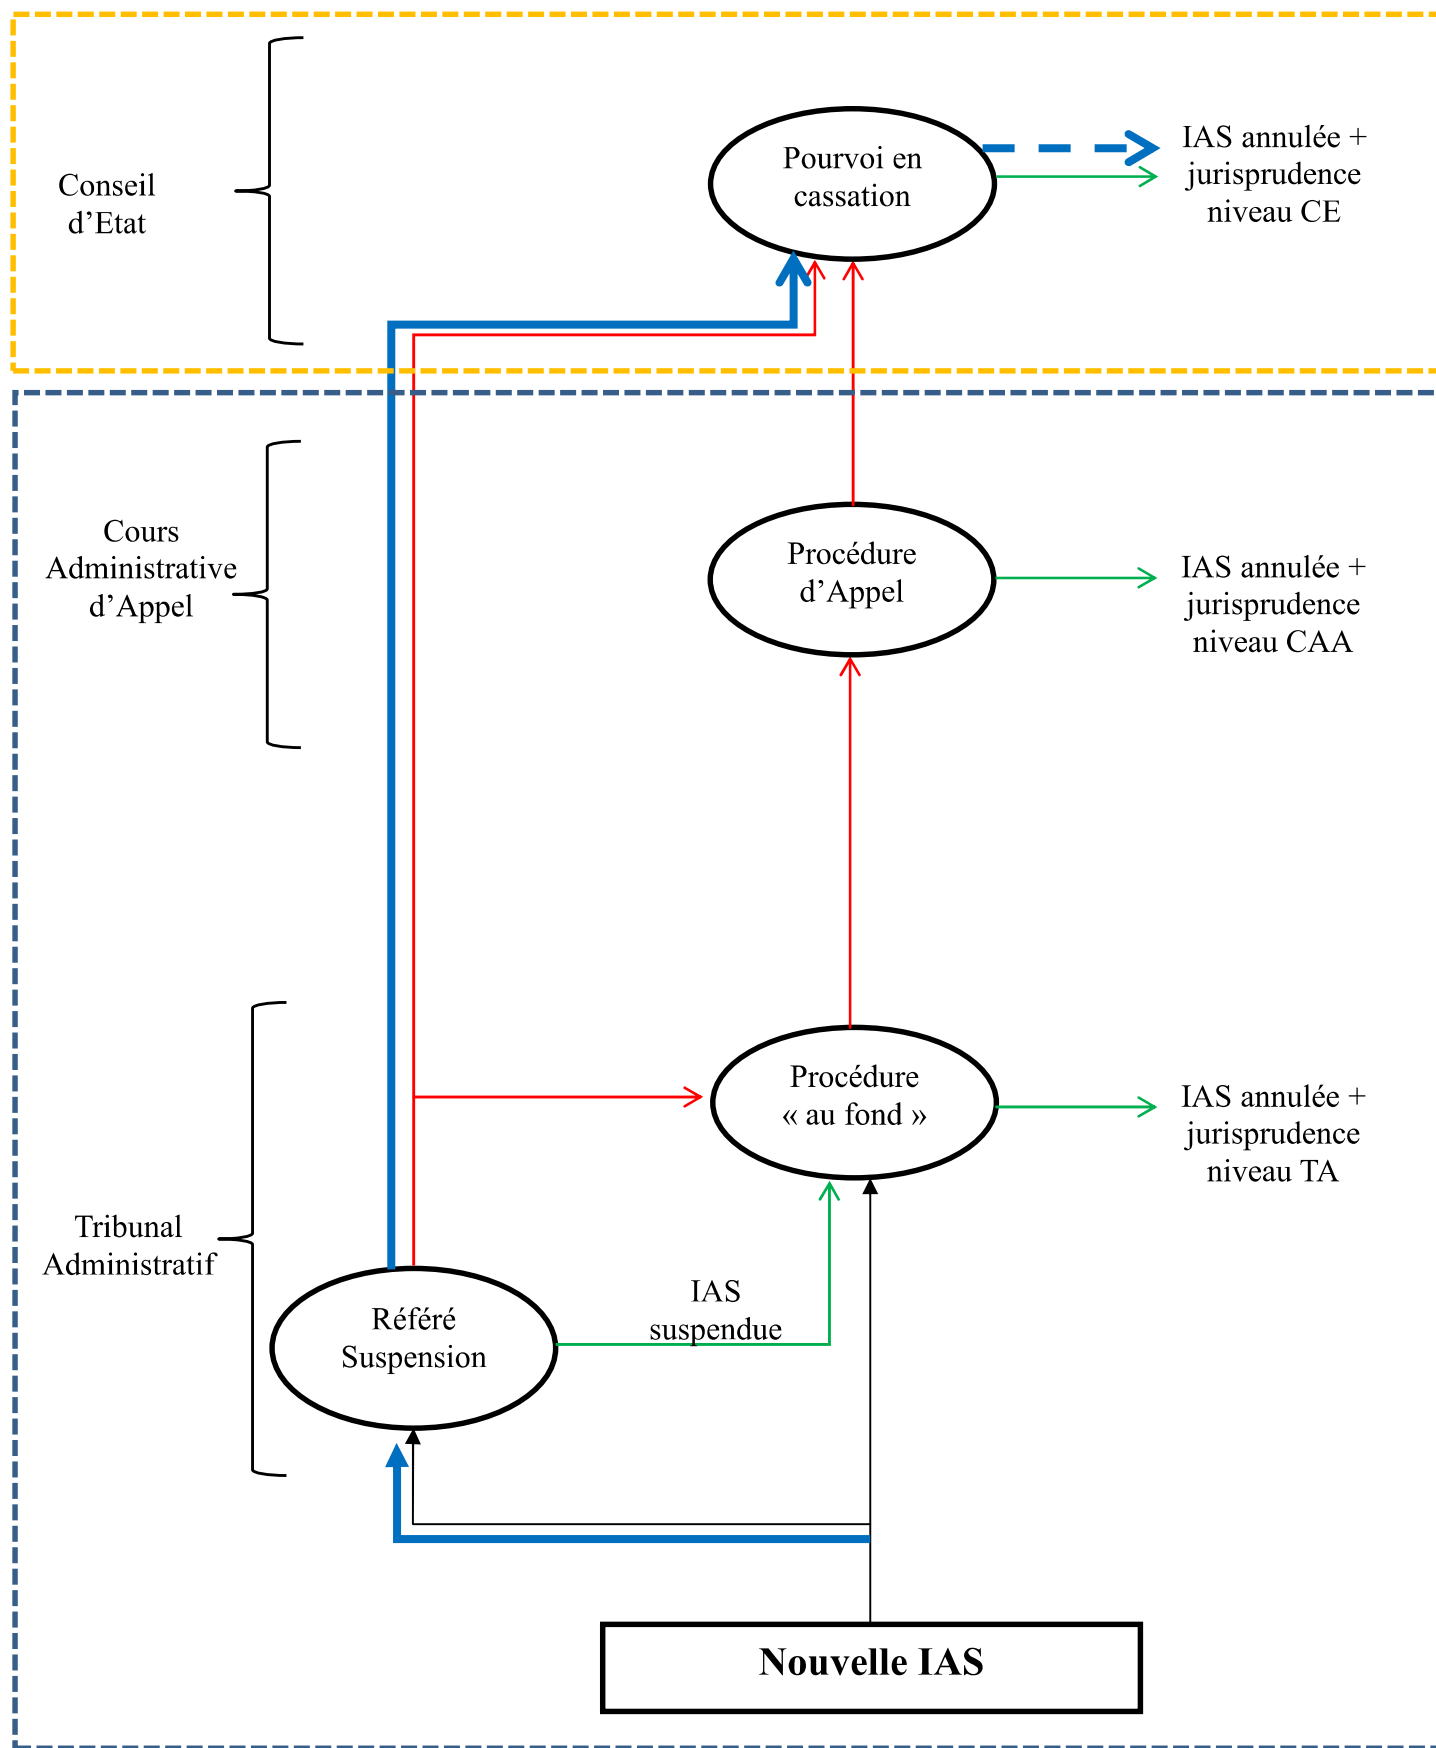 Conseil
d’Etat
Pourvoi en
cassation
IAS annulée +
jurisprudence
niveau CE
Cours
Administrative
d’Appel
Procédure
d’Appel
IAS annulée +
jurisprudence
niveau CAA
Procédure
« au fond »
IAS annulée +
jurisprudence
niveau TA
Tribunal
Administratif
Référé
Suspension
IAS
suspendue
Nouvelle IAS